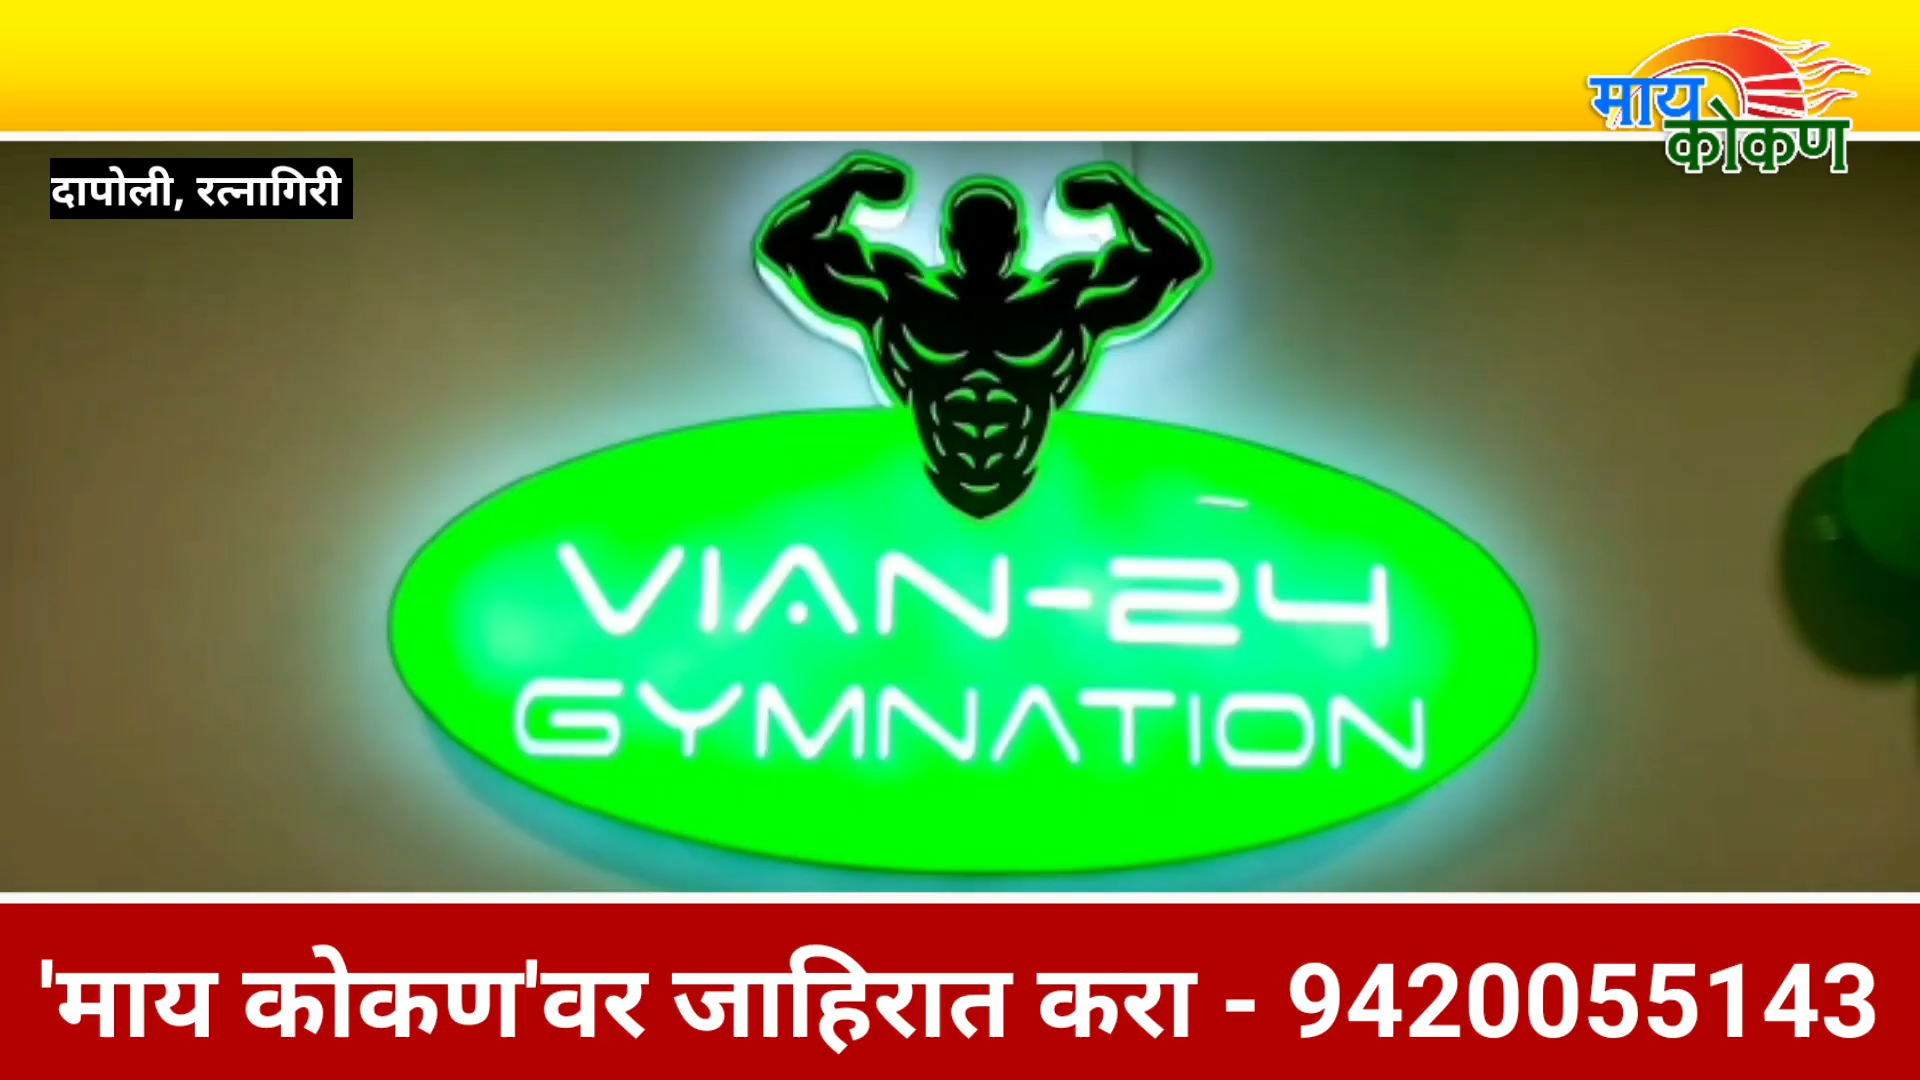 माय
कोकण
दापोली, रत्नागिरी
VIAN-24
GYMNATION
'माय कोकण'वर जाहिरात करा - 9420055143